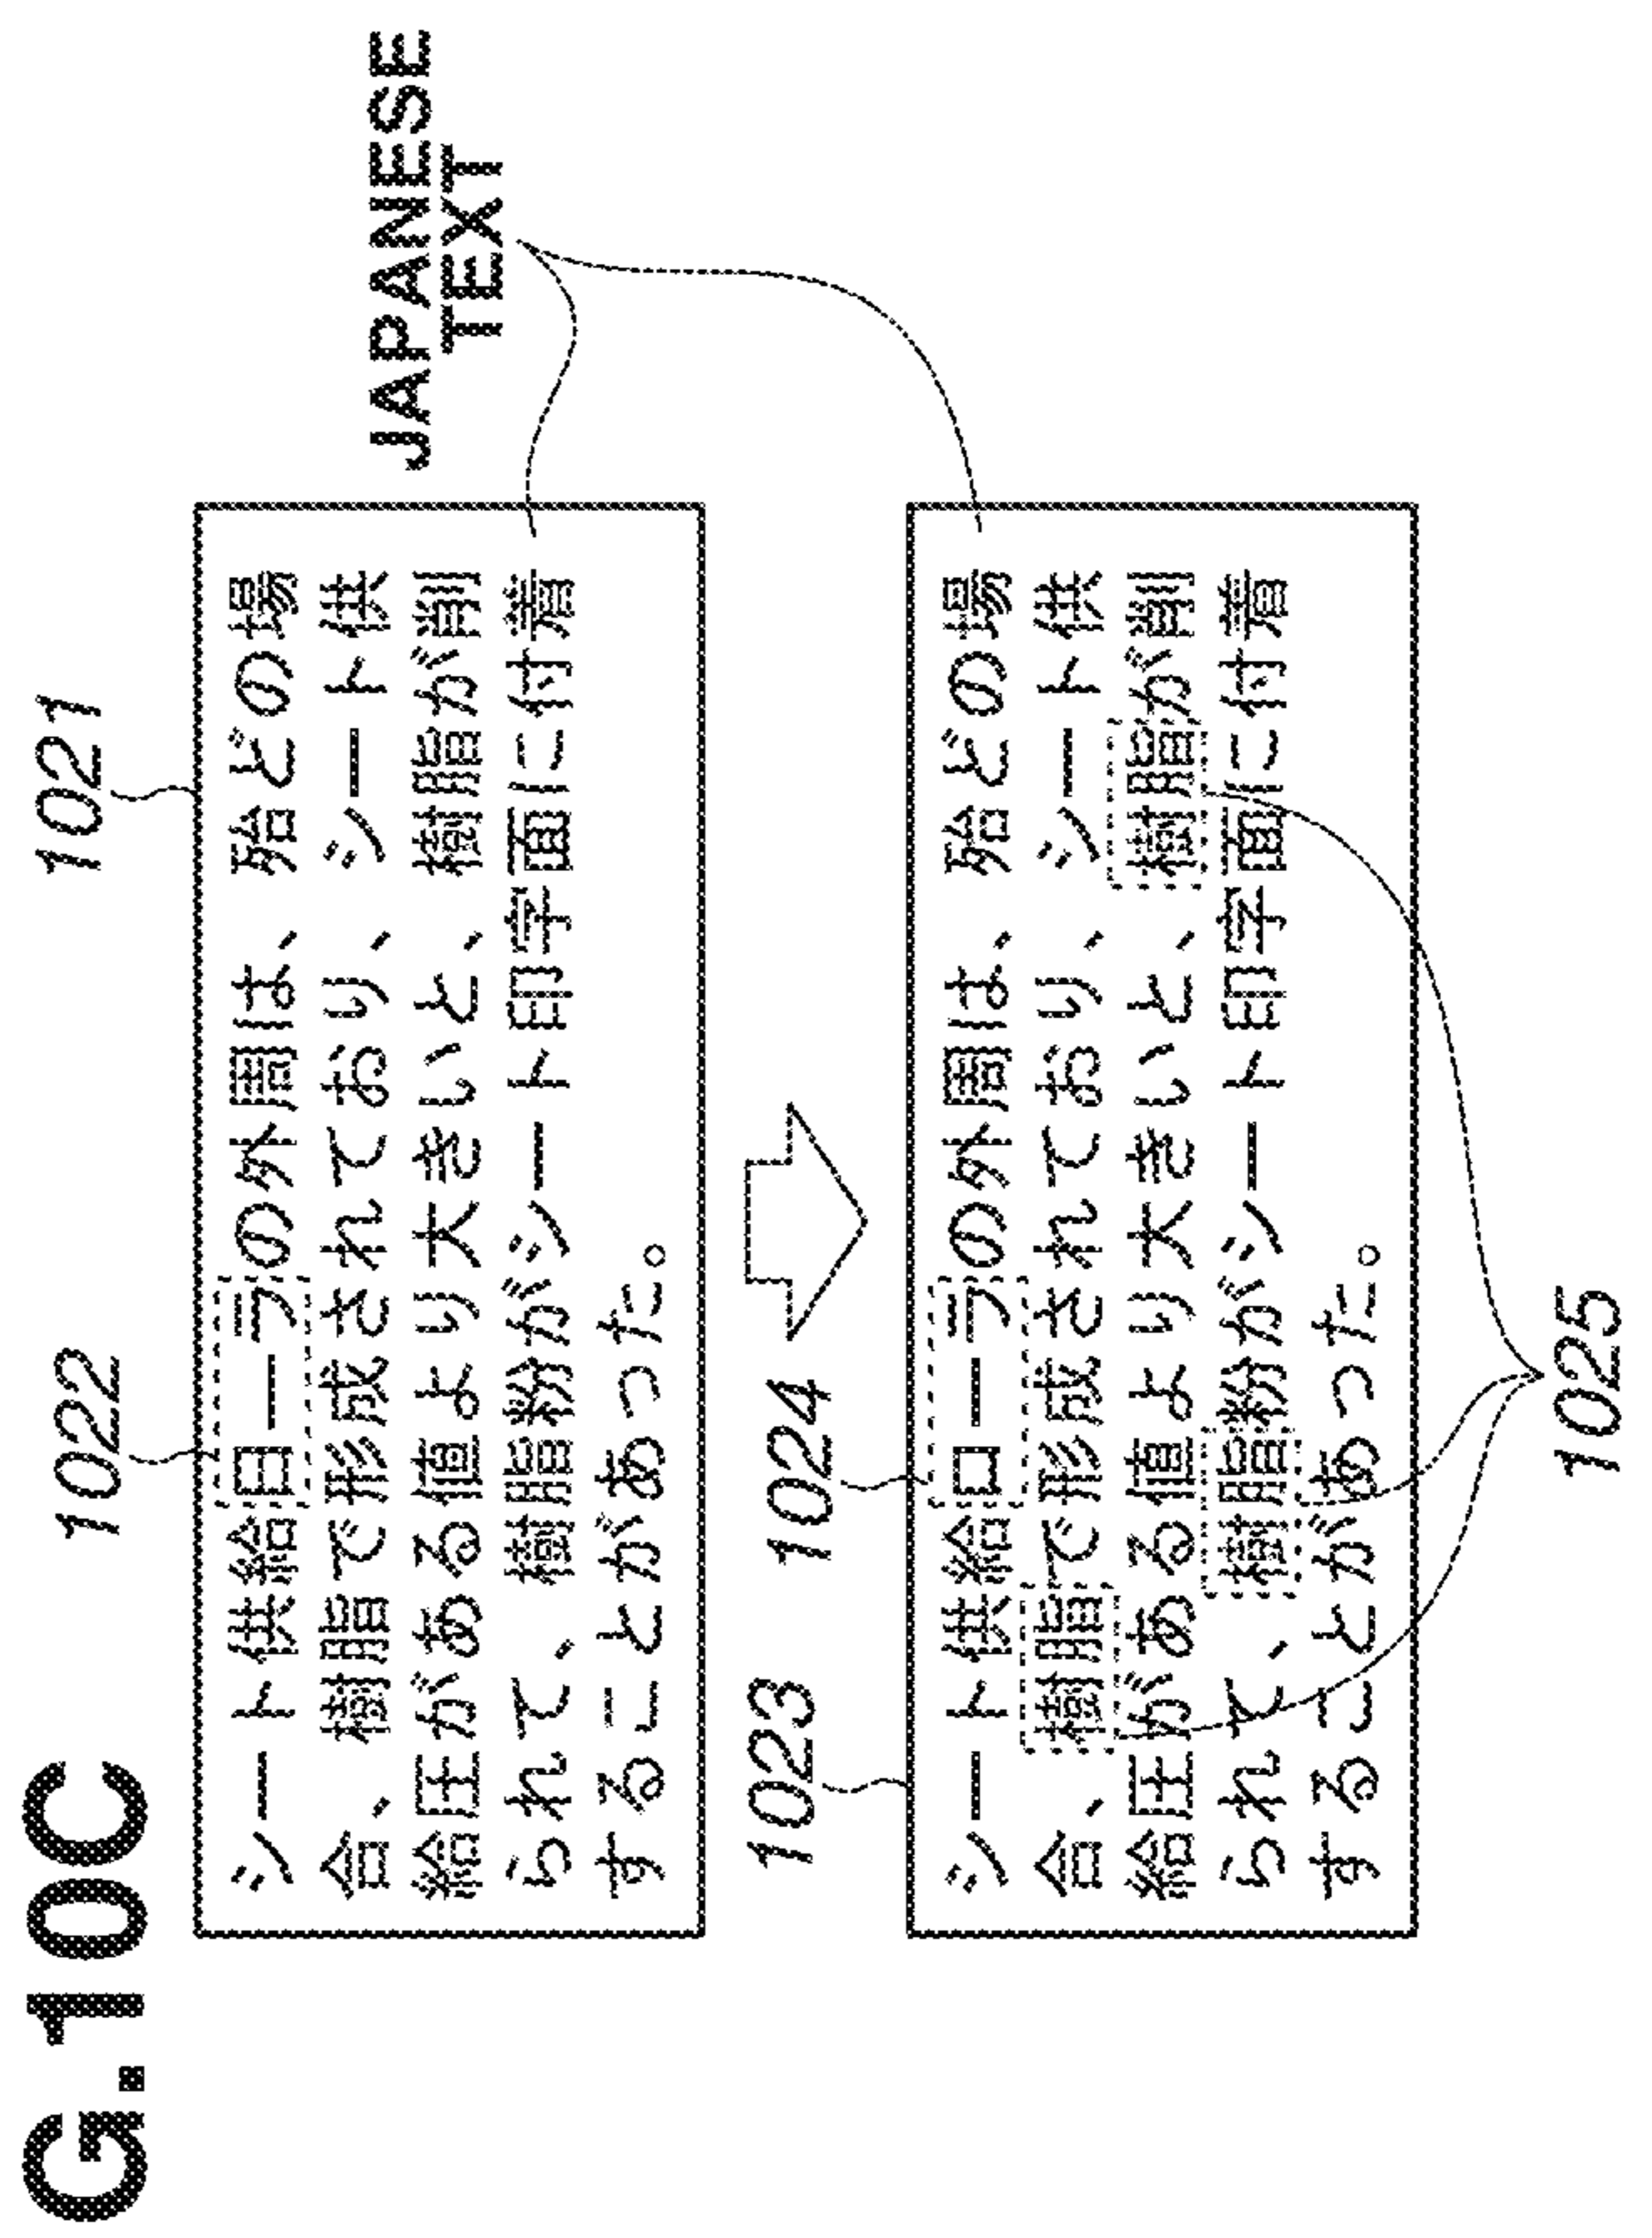 G.10C
1022
1021
シート供給日ーラの外周は、殆どの場
合、樹脂で形成されており、シート供
給圧がある値より大きいと、樹脂が削
られて、樹脂粉がシート印字面に付着
することがあった。
JAPANESE
TEXT
1023
1024
シート供給ローラの外周は、殆どの場
合、樹脂で形成されており、シート供
給圧がある値より大きいと、樹脂が削
られて、樹脂粉がシート印字面に付着
することがあった。
1025